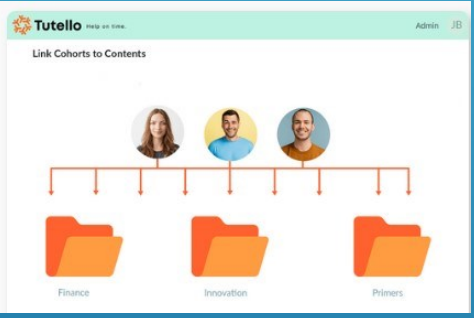 Tutello Help on time.
Admin JB
Link Cohorts to Contents
Finance
Innovation
Primers